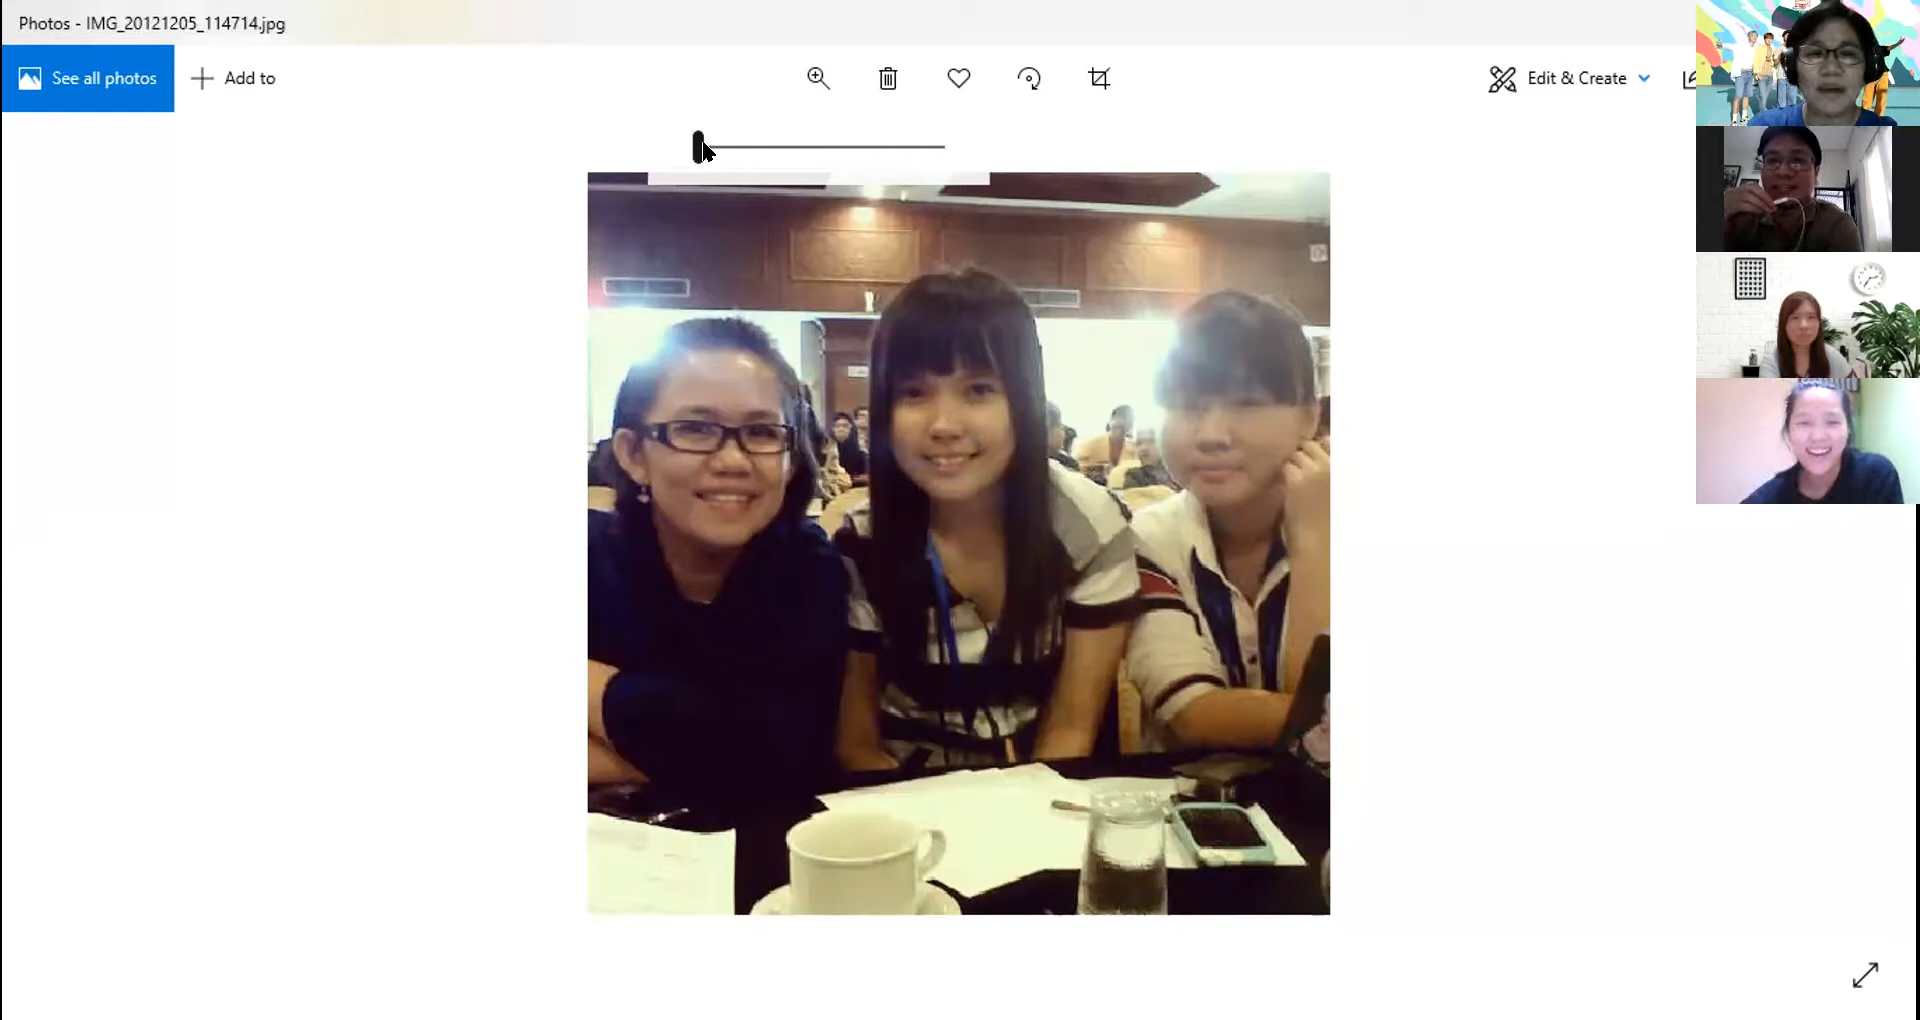 Photos - IMG_20121205_114714.jpg
See all photos
Add to
Edit & Create